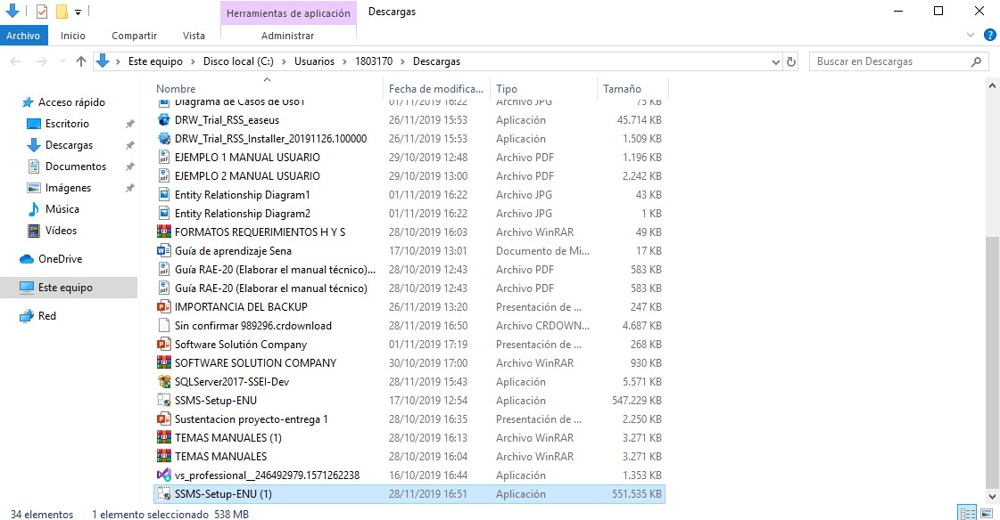 Herramientas de aplicación Descargas
Archivo Inicio Compartir Vista Administrar
Este equipo Disco local (C:) Usuarios 1803170 Descargas Buscar en Descargas
Nombre Fecha de modifica... Tipo Tamaño
Acceso rápido
Escritorio
Descargas
Documentos
Imágenes
Música
Vídeos
OneDrive
Este equipo
Red
Diagrama de Casos de Uso1 01/11/2019 16:22 Archivo JPG 75 KB
DRW_Trial_RSS_easeus 26/11/2019 15:53 Aplicación 45.714 KB
DRW_Trial_RSS_Installer_20191126.100000 26/11/2019 15:53 Aplicación 1.509 KB
EJEMPLO 1 MANUAL USUARIO 29/10/2019 12:48 Archivo PDF 1.196 KB
EJEMPLO 2 MANUAL USUARIO 29/10/2019 13:00 Archivo PDF 2.242 KB
Entity Relationship Diagram1 01/11/2019 16:22 Archivo JPG 43 KB
Entity Relationship Diagram2 01/11/2019 16:22 Archivo JPG 1 KB
FORMATOS REQUERIMIENTOS H Y S 28/10/2019 16:03 Archivo WinRAR 49 KB
Guía de aprendizaje Sena 17/10/2019 13:01 Documento de Mi... 17 KB
Guía RAE-20 (Elaborar el manual técnico)... 28/10/2019 12:43 Archivo PDF 583 KB
Guía RAE-20 (Elaborar el manual técnico) 28/10/2019 12:43 Archivo PDF 583 KB
IMPORTANCIA DEL BACKUP 26/11/2019 13:20 Presentación de ... 247 KB
Sin confirmar 989296.crdownload 28/11/2019 16:50 Archivo CRDOWN... 4.687 KB
Software Solución Company 01/11/2019 17:19 Presentación de ... 268 KB
SOFTWARE SOLUTION COMPANY 30/10/2019 17:00 Archivo WinRAR 930 KB
SQLServer2017-SSEI-Dev 28/11/2019 15:43 Aplicación 5.571 KB
SSMS-Setup-ENU 17/10/2019 12:54 Aplicación 547.229 KB
Sustentacion proyecto-entrega 1 28/10/2019 16:35 Presentación de ... 2.250 KB
TEMAS MANUALES (1) 28/10/2019 16:13 Archivo WinRAR 3.271 KB
TEMAS MANUALES 28/10/2019 16:04 Archivo WinRAR 3.271 KB
vs_professional__246492979.1571262238 16/10/2019 16:44 Aplicación 1.353 KB
SSMS-Setup-ENU (1) 28/11/2019 16:51 Aplicación 551.535 KB
34 elementos 1 elemento seleccionado 538 MB